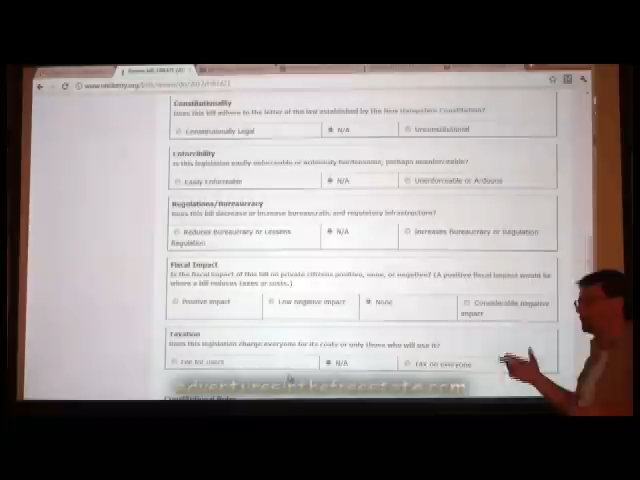 Constitutionality
Does this bill adhere to the letter of the law established by the New Hampshire Constitution?
Constitutionally Legal
N/A
Unconstitutional
Enforcibility
Is this legislation easily enforceable or arduously burdensome, perhaps unenforceable?
Easily Enforceable
N/A
Unenforceable or Arduous
Regulations/Bureaucracy
Does this bill decrease or increase bureaucratic and regulatory infrastructure?
Reduces Bureaucracy or Lessens
Regulation
N/A
Increases Bureaucracy or Regulation
Fiscal Impact
Is the fiscal impact of this bill on private citizens positive, none, or negative? (A positive fiscal impact would be
where a bill reduces taxes or costs.)
Positive impact
Low negative impact
None
Considerable negative
impact
Taxation
Does this legislation charge everyone for its costs or only those who will use it?
Fee for users
N/A
Tax on everyone
adventuresinthefreestate.com